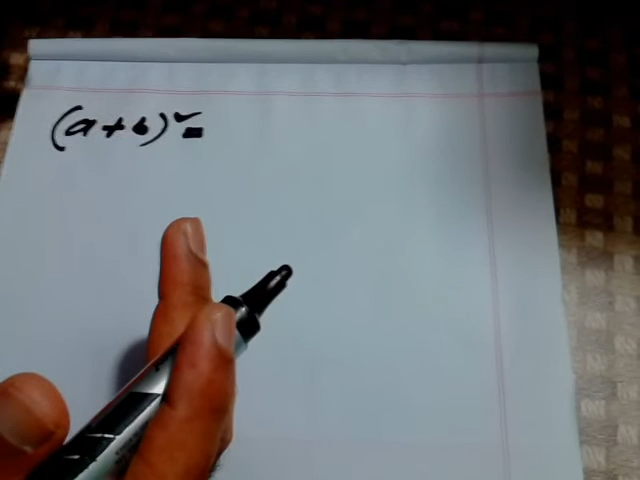 (a+b)² =